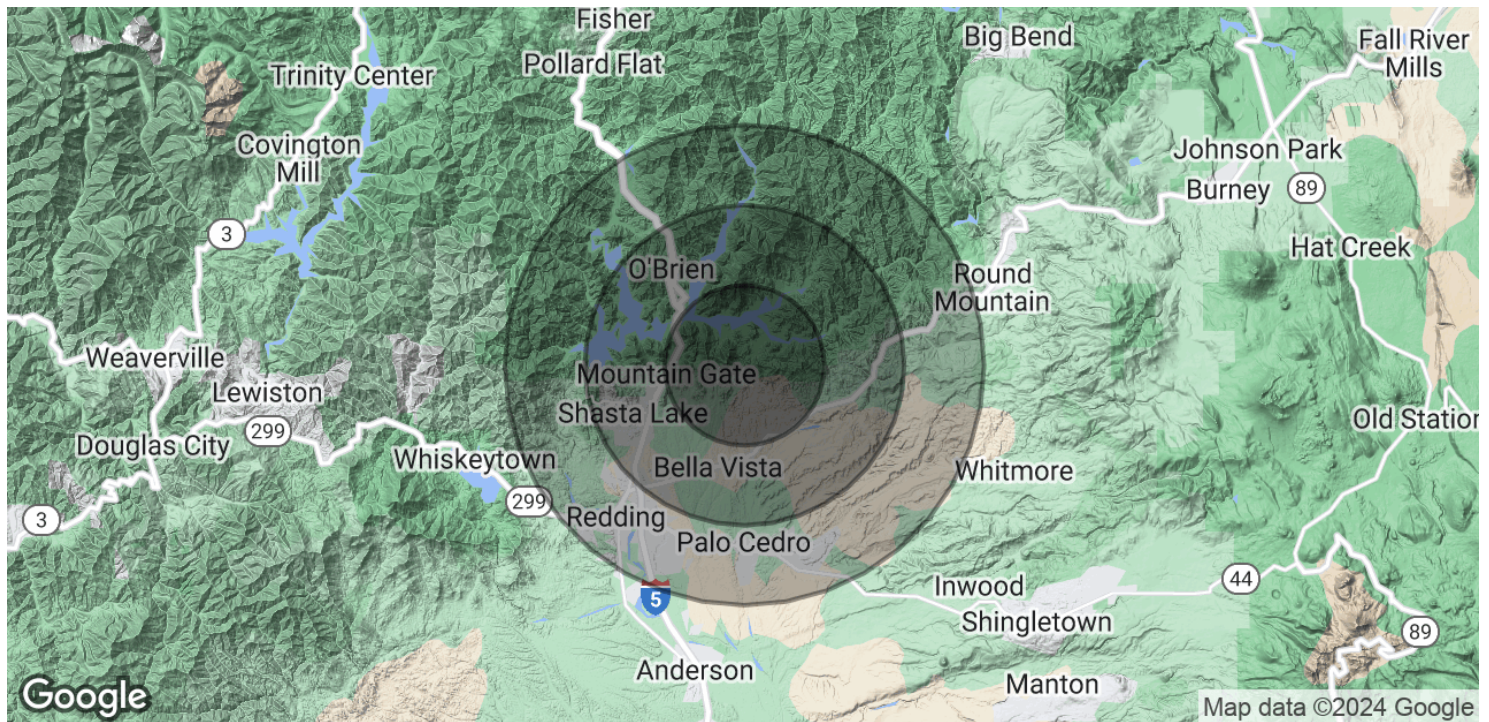 Fisher
Big Bend
Fall River
Mills
Pollard Flat
Trinity Center
Covington
Mill
Johnson Park
Burney
89
3
Hat Creek
O'Brien
Round
Mountain
Weaverville
Mountain Gate
Lewiston
Shasta Lake
Old Station
299
Douglas City
Whiskeytown
Bella Vista
Whitmore
299
3
Redding
Palo Cedro
Inwood
44
5
Shingletown
89
Anderson
Manton
Google
Map data ©2024 Google